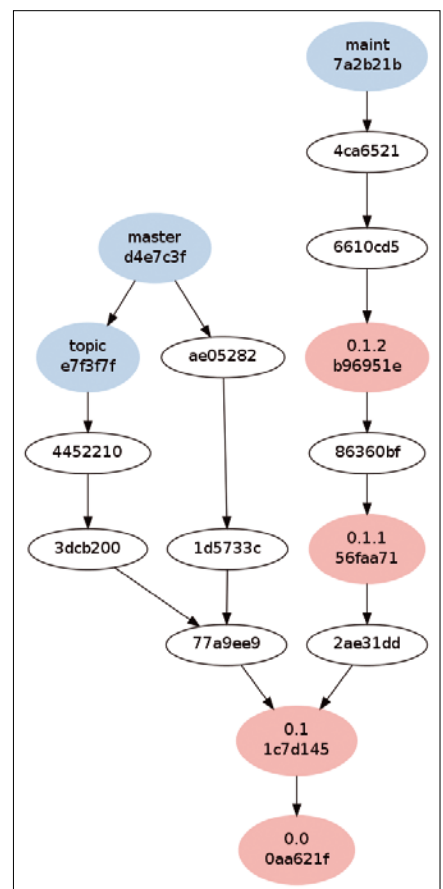 maint
7a2b21b
4ca6521
6610cd5
master
d4e7c3f
topic
e7f3f7f
ae05282
0.1.2
b96951e
4452210
86360bf
3dcb200
1d5733c
0.1.1
56faa71
77a9ee9
2ae31dd
0.1
1c7d145
0.0
0aa621f